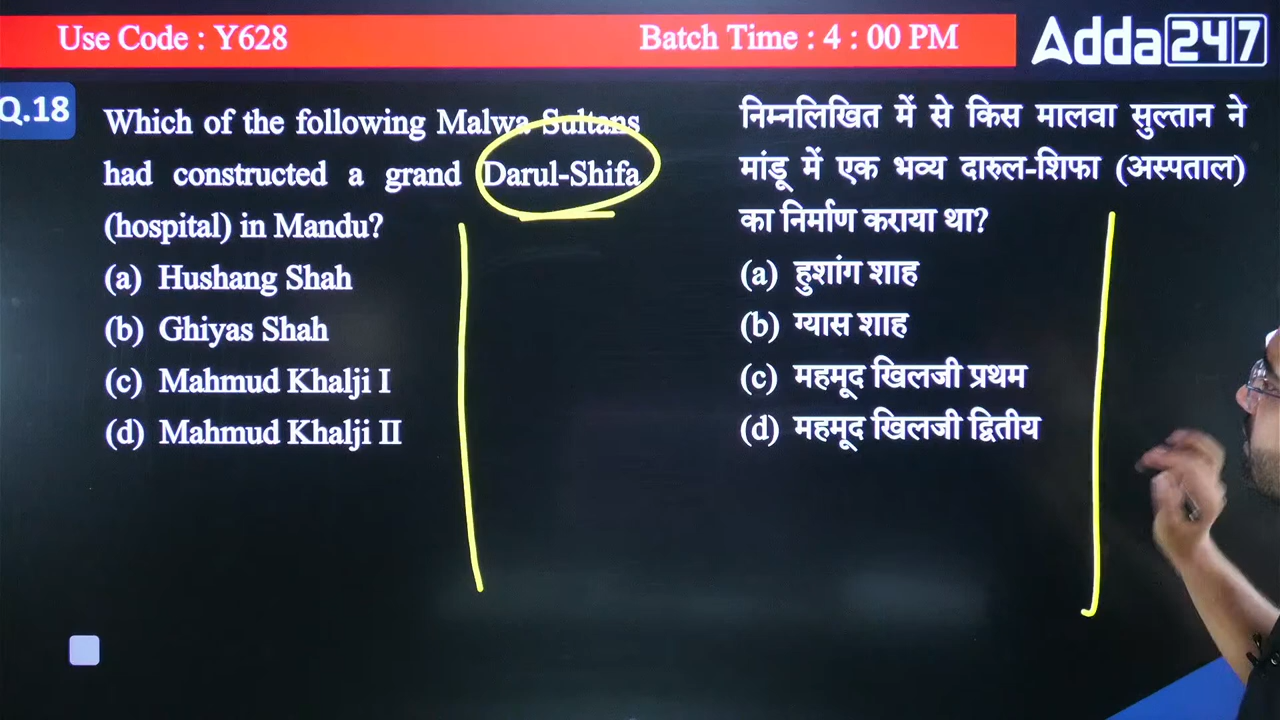 Use Code : Y628
Batch Time : 4 : 00 PM
Adda247
Q.18
Which of the following Malwa Sultans
had constructed a grand Darul-Shifa
(hospital) in Mandu?
(a) Hushang Shah
(b) Ghiyas Shah
(c) Mahmud Khalji I
(d) Mahmud Khalji II
निम्नलिखित में से किस मालवा सुल्तान ने
मांडू में एक भव्य दारुल-शिफा (अस्पताल)
का निर्माण कराया था?
(a) हुशांग शाह
(b) ग्यास शाह
(c) महमूद खिलजी प्रथम
(d) महमूद खिलजी द्वितीय